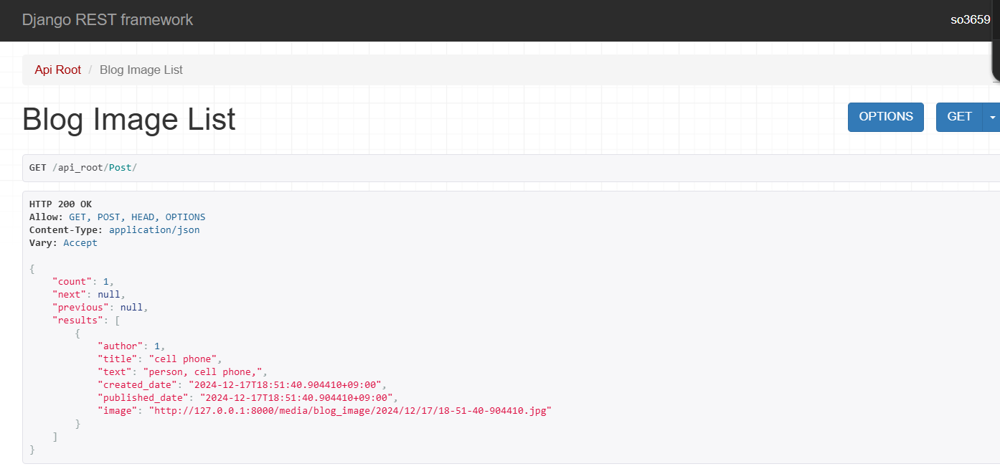 Django REST framework
so3659
Api Root / Blog Image List
Blog Image List
OPTIONS
GET
GET /api_root/Post/
HTTP 200 OK
Allow: GET, POST, HEAD, OPTIONS
Content-Type: application/json
Vary: Accept
{
    "count": 1,
    "next": null,
    "previous": null,
    "results": [
        {
            "author": 1,
            "title": "cell phone",
            "text": "person, cell phone,",
            "created_date": "2024-12-17T18:51:40.904410+09:00",
            "published_date": "2024-12-17T18:51:40.904410+09:00",
            "image": "http://127.0.0.1:8000/media/blog_image/2024/12/17/18-51-40-904410.jpg"
        }
    ]
}